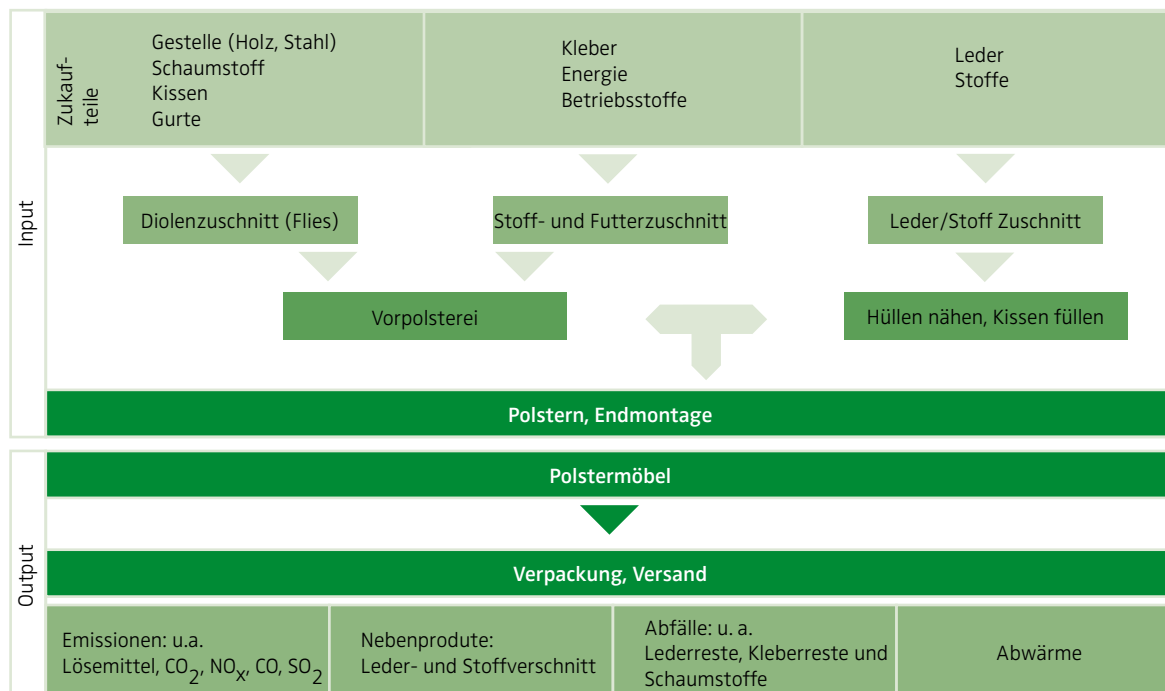 Input
Zukauf-
teile
Gestelle (Holz, Stahl)
Schaumstoff
Kissen
Gurte
Kleber
Energie
Betriebsstoffe
Leder
Stoffe
Diolenzuschnitt (Flies)
Stoff- und Futterzuschnitt
Leder/Stoff Zuschnitt
Vorpolsterei
Hüllen nähen, Kissen füllen
Polstern, Endmontage
Output
Polstermöbel
Verpackung, Versand
Emissionen: u.a.
Lösemittel, CO₂, NOₓ, CO, SO₂
Nebenprodute:
Leder- und Stoffverschnitt
Abfälle: u. a.
Lederreste, Kleberreste und
Schaumstoffe
Abwärme